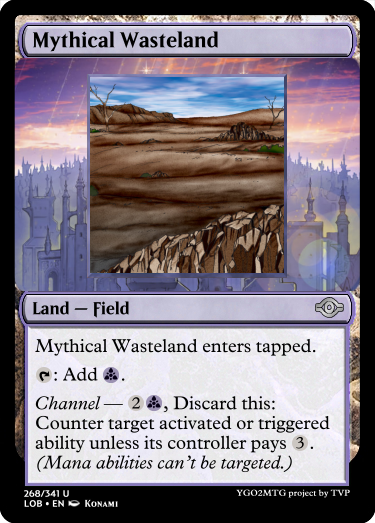 Mythical Wasteland
Land — Field
Mythical Wasteland enters tapped.
: Add .
Channel — 2 , Discard this:
Counter target activated or triggered
ability unless its controller pays 3.
(Mana abilities can't be targeted.)
268/341 U
LOB • EN Konami
YGO2MTG project by TVP